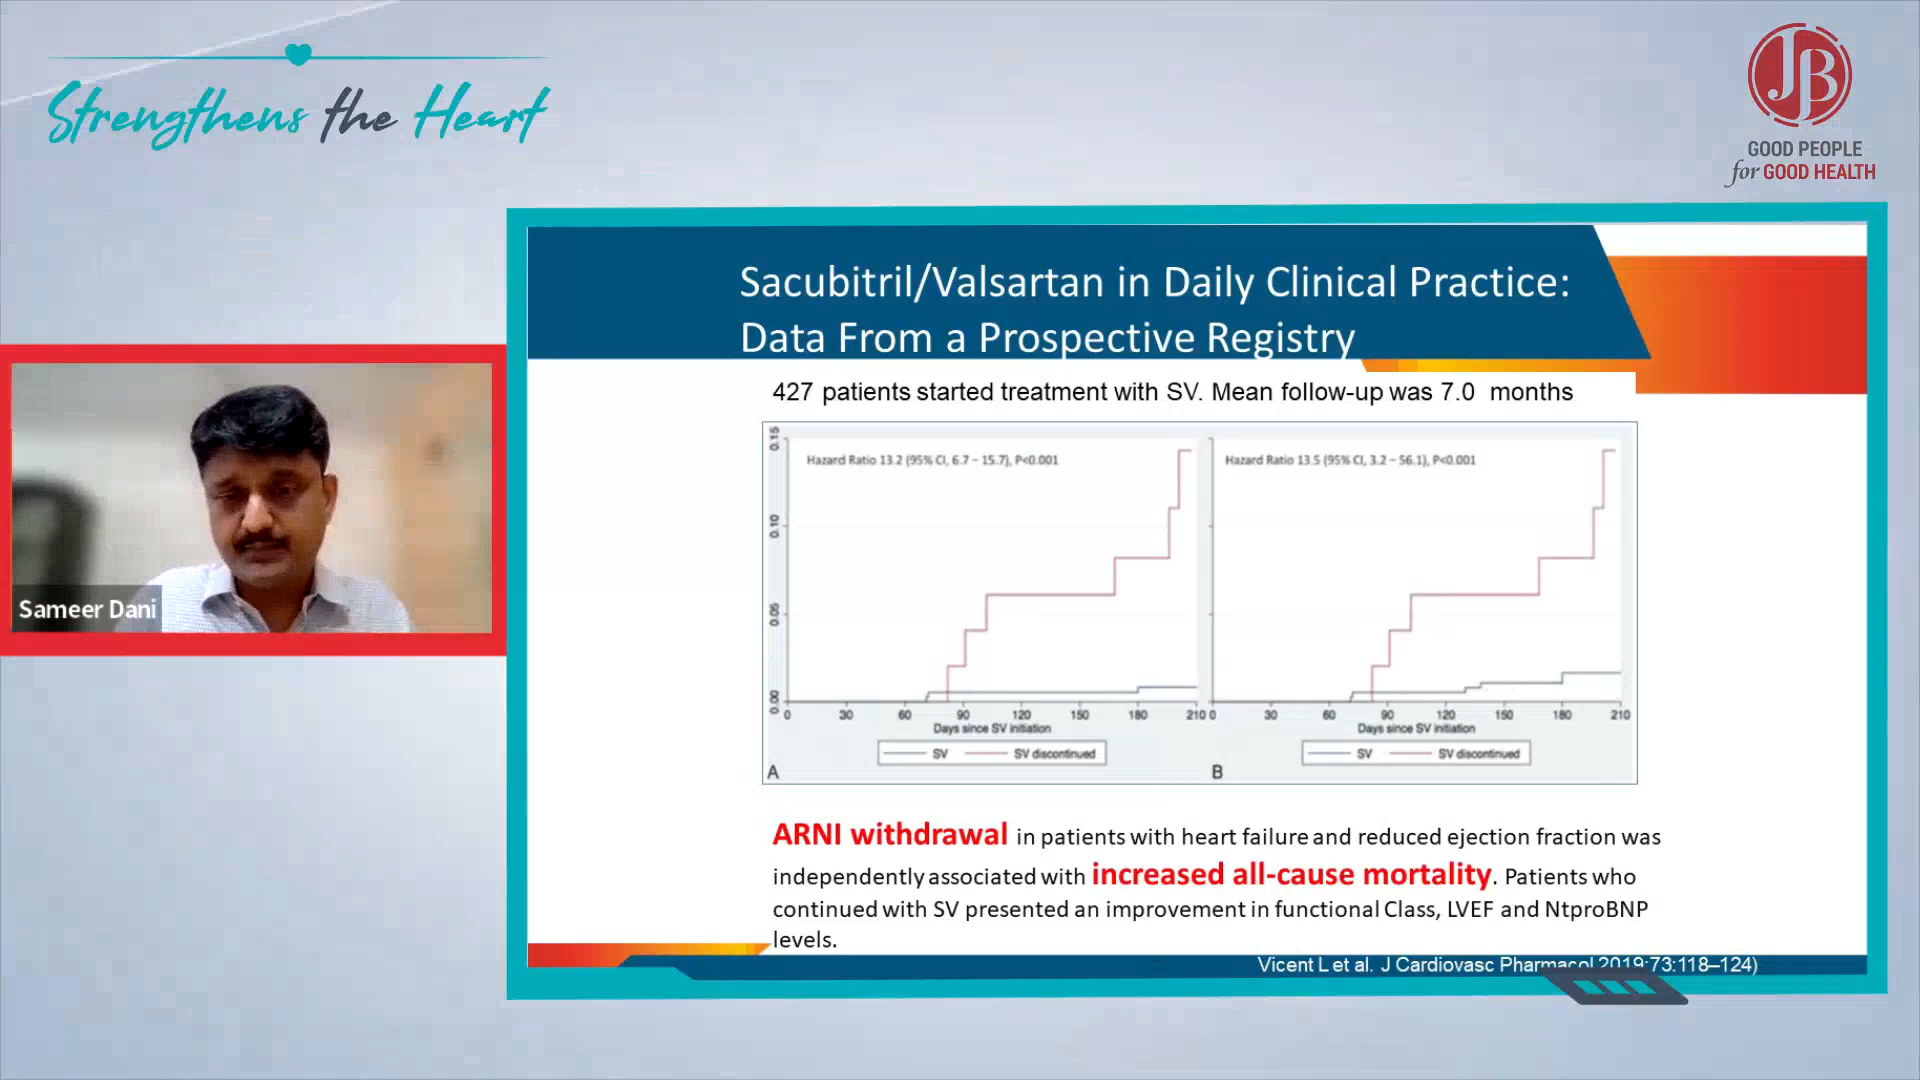 Strengthens the Heart
JB
GOOD PEOPLE
for GOOD HEALTH
Sacubitril/Valsartan in Daily Clinical Practice:
Data From a Prospective Registry
427 patients started treatment with SV. Mean follow-up was 7.0 months
Hazard Ratio 13.2 (95% CI, 6.7 – 15.7), P<0.001
0.15
0.10
0.05
0.00
0 30 60 90 120 150 180 210
Days since SV initiation
SV SV discontinued
A
Hazard Ratio 13.5 (95% CI, 3.2 – 56.1), P<0.001
0 30 60 90 120 150 180 210
Days since SV initiation
SV SV discontinued
B
ARNI withdrawal in patients with heart failure and reduced ejection fraction was
independently associated with increased all-cause mortality. Patients who
continued with SV presented an improvement in functional Class, LVEF and NtproBNP
levels.
Vicent L et al. J Cardiovasc Pharmacol 2019;73:118–124)
Sameer Dani